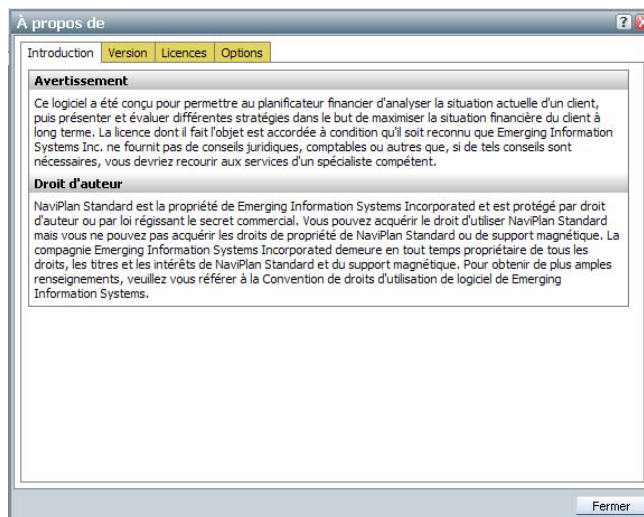 À propos de
Introduction Version Licences Options
Avertissement
Ce logiciel a été conçu pour permettre au planificateur financier d'analyser la situation actuelle d'un client,
puis présenter et évaluer différentes stratégies dans le but de maximiser la situation financière du client à
long terme. La licence dont il fait l'objet est accordée à condition qu'il soit reconnu que Emerging Information
Systems Inc. ne fournit pas de conseils juridiques, comptables ou autres que, si de tels conseils sont
nécessaires, vous devriez recourir aux services d'un spécialiste compétent.
Droit d'auteur
NaviPlan Standard est la propriété de Emerging Information Systems Incorporated et est protégé par droit
d'auteur ou par loi régissant le secret commercial. Vous pouvez acquérir le droit d'utiliser NaviPlan Standard
mais vous ne pouvez pas acquérir les droits de propriété de NaviPlan Standard ou de support magnétique. La
compagnie Emerging Information Systems Incorporated demeure en tout temps propriétaire de tous les
droits, les titres et les intérêts de NaviPlan Standard et du support magnétique. Pour obtenir de plus amples
renseignements, veuillez vous référer à la Convention de droits d'utilisation de logiciel de Emerging
Information Systems.
Fermer